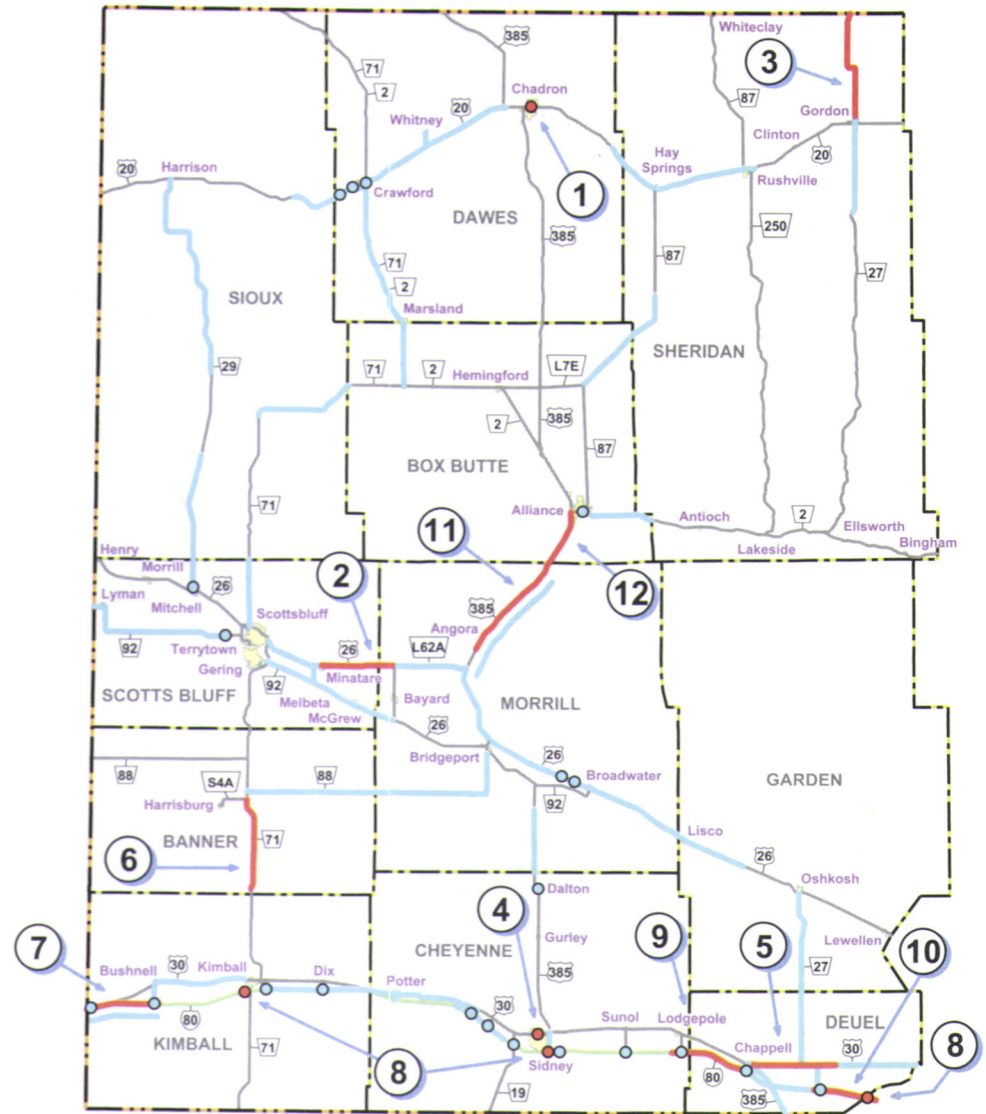 385
Whiteclay
71
3
2
Chadron
87
Gordon
20
Whitney
Clinton
20
Harrison
20
Hay
Springs
Rushville
Crawford
1
DAWES
250
385
87
71
27
2
SIOUX
Marsland
SHERIDAN
29
71
2
Hemingford
L7E
2
385
87
BOX BUTTE
71
Alliance
Antioch
2
Ellsworth
11
Lakeside
Bingham
Henry
2
Morrill
12
Lyman
26
Mitchell
Scottsbluff
385
Angora
92
Terrytown
26
L62A
Gering
Minatare
92
SCOTTS BLUFF
Melbeta
Bayard
MORRILL
McGrew
26
Bridgeport
26
88
S4A
88
Broadwater
GARDEN
92
Harrisburg
BANNER
71
Lisco
6
26
Oshkosh
4
Dalton
9
5
10
7
CHEYENNE
Gurley
Lewellen
Bushnell
30
Kimball
Dix
Potter
385
27
80
30
Sunol
Lodgepole
DEUEL
KIMBALL
Chappell
30
8
71
8
Sidney
80
19
385